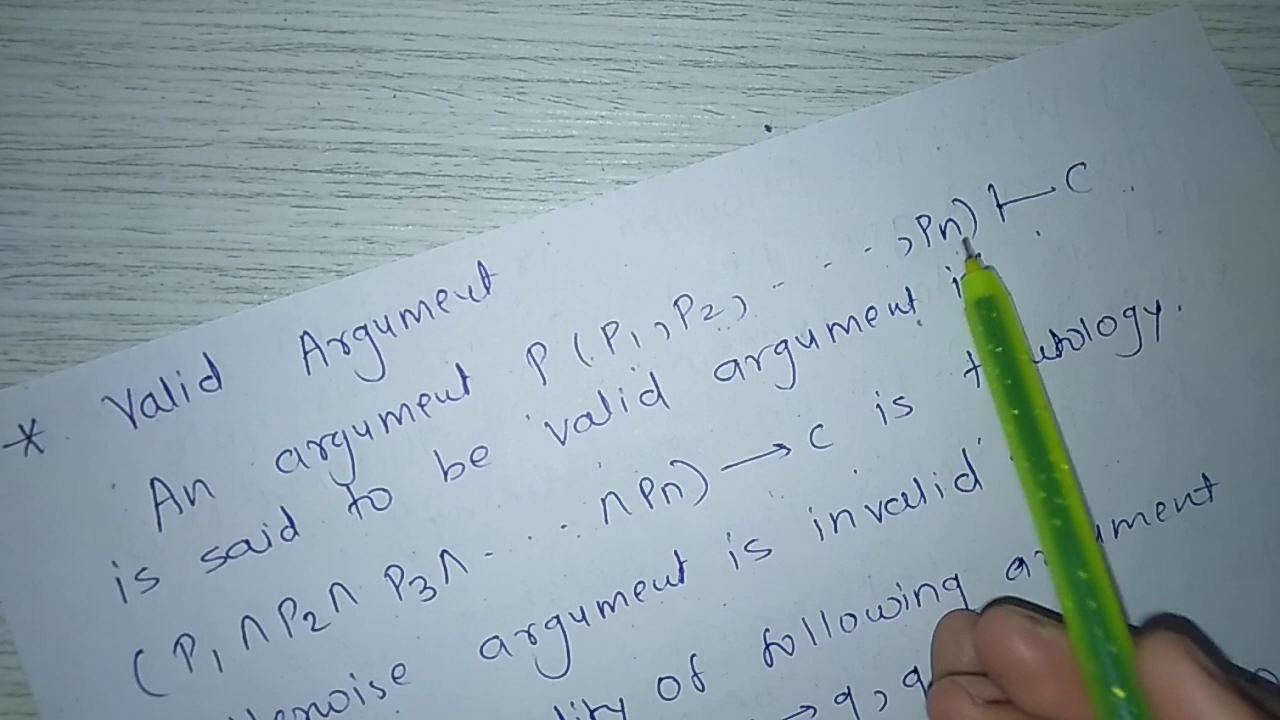 * Valid Argument
An argument P(P1, P2, - - . . , Pn) ⊢ C
is said to be valid argument i
(P1 ∩ P2 ∩ P3 ∩ - . . . ∩ Pn) → C is tautology.
argument is invalid
of following argument
→ q,